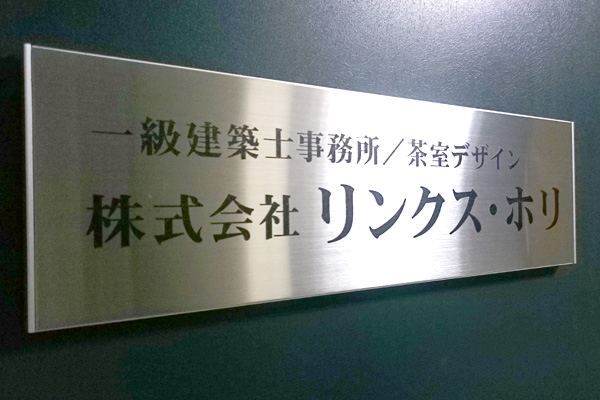 一級建築士事務所／茶室デザイン
株式会社 リンクス・ホリ